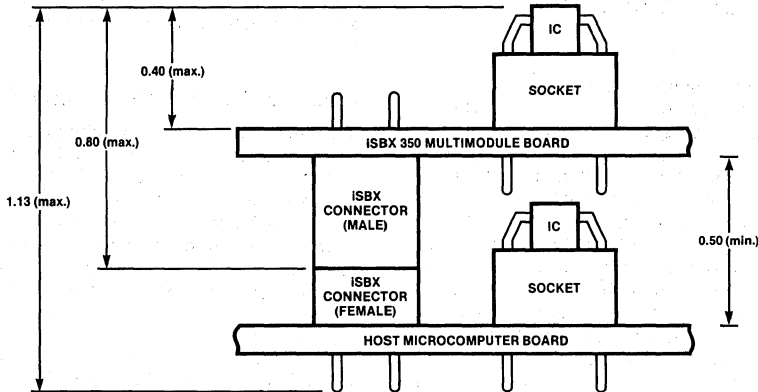 IC
0.40 (max.)
SOCKET
0.80 (max.)
iSBX 350 MULTIMODULE BOARD
1.13 (max.)
iSBX
CONNECTOR
(MALE)
IC
0.50 (min.)
iSBX
CONNECTOR
(FEMALE)
SOCKET
HOST MICROCOMPUTER BOARD